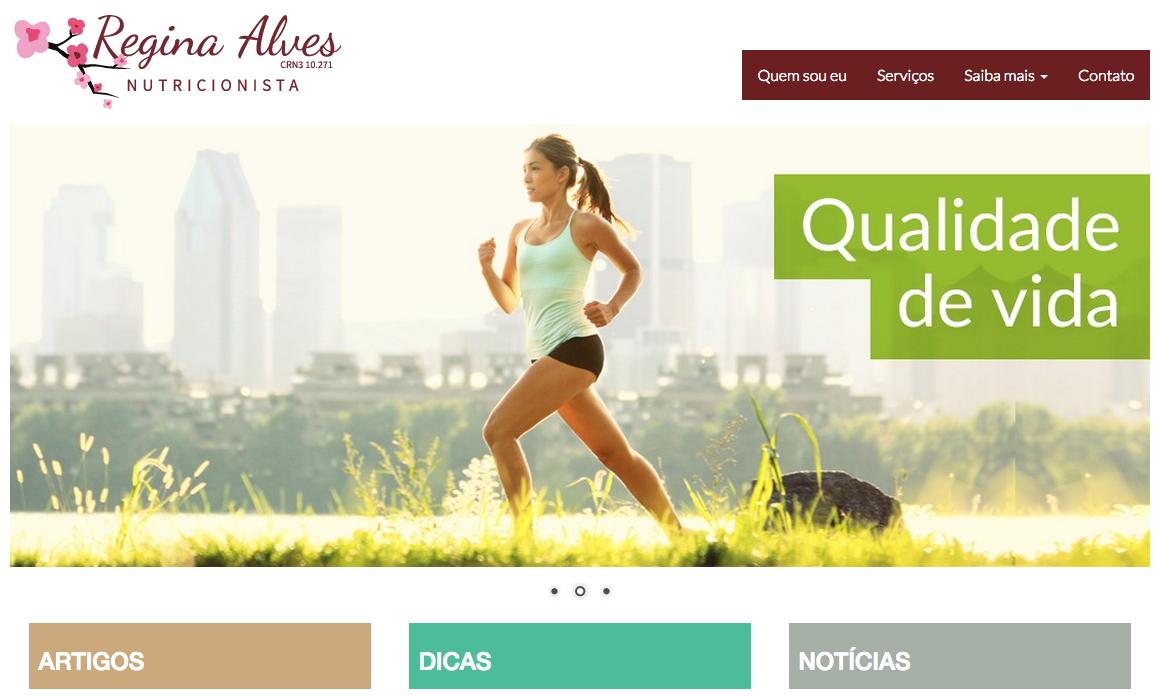 Regina Alves
CRN3 10.271
NUTRICIONISTA
Quem sou eu Serviços Saiba mais Contato
Qualidade
de vida
ARTIGOS
DICAS
NOTÍCIAS